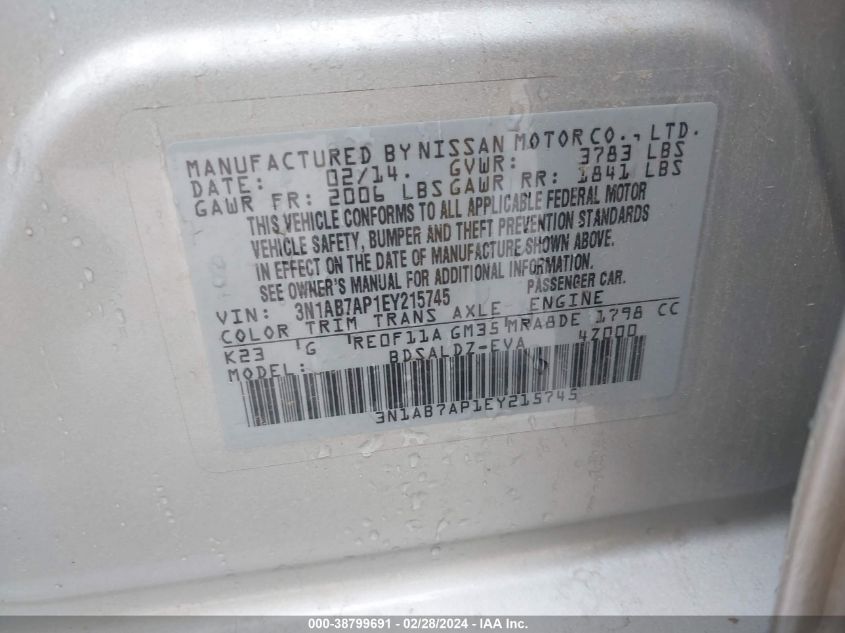 MANUFACTURED BY NISSAN MOTOR CO., LTD.
DATE: 02/14. GVWR: 3783 LBS
GAWR FR: 2006 LBS GAWR RR: 1841 LBS
THIS VEHICLE CONFORMS TO ALL APPLICABLE FEDERAL MOTOR
VEHICLE SAFETY, BUMPER AND THEFT PREVENTION STANDARDS
IN EFFECT ON THE DATE OF MANUFACTURE SHOWN ABOVE.
SEE OWNER'S MANUAL FOR ADDITIONAL INFORMATION.
VIN: 3N1AB7AP1EY215745 PASSENGER CAR.
COLOR TRIM TRANS AXLE ENGINE
K23 G RE0F11A GM35 MRA8DE 1798 CC
MODEL: BDSALDZ-EVA 4Z000
3N1AB7AP1EY215745
000-38799691 - 02/28/2024 - IAA Inc.